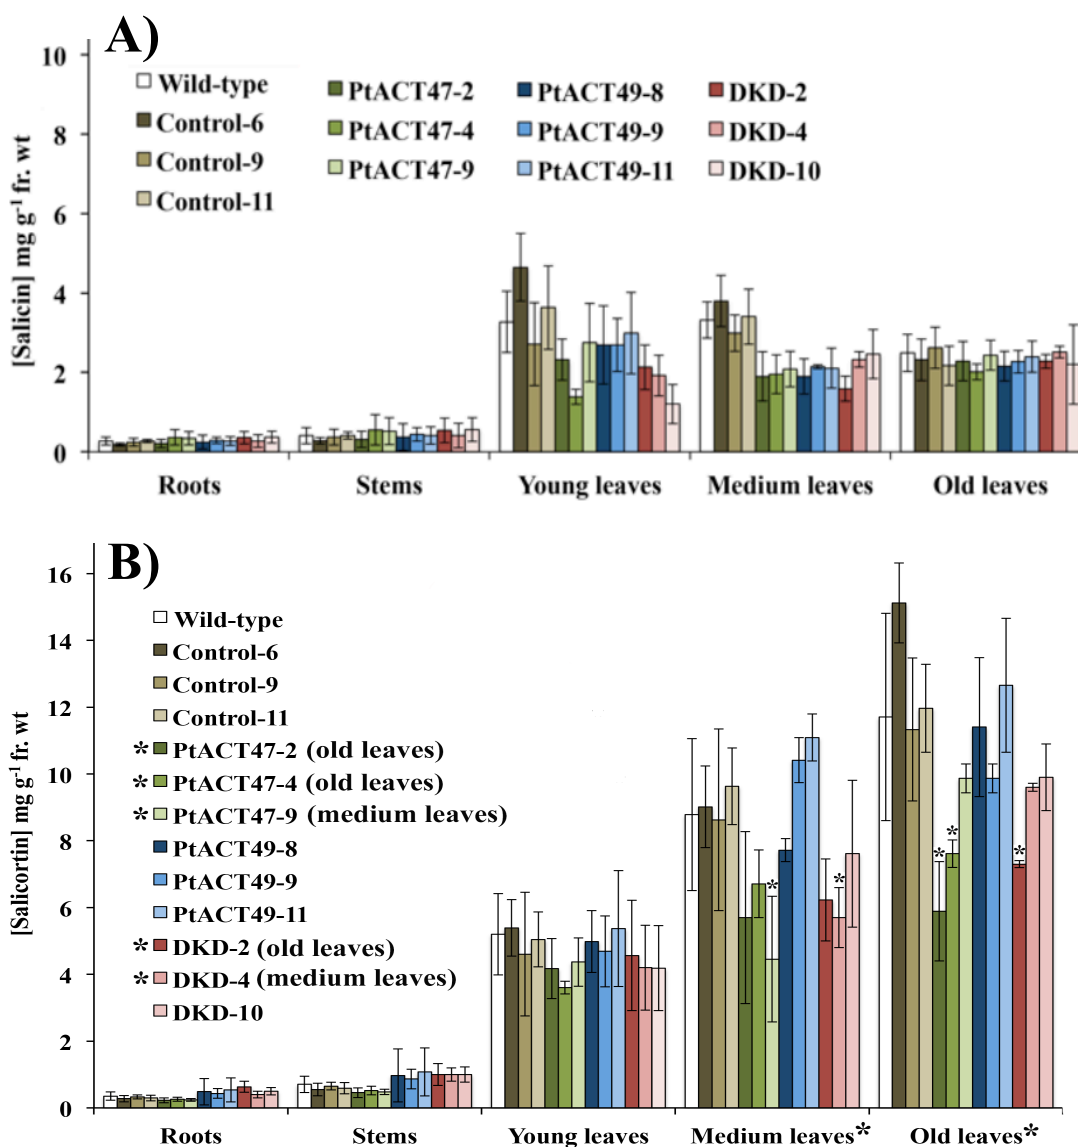 A)
[Salicin] mg g-1 fr. wt
10
8
6
4
2
0
Wild-type
Control-6
Control-9
Control-11
PtACT47-2
PtACT47-4
PtACT47-9
PtACT49-8
PtACT49-9
PtACT49-11
DKD-2
DKD-4
DKD-10
Roots Stems Young leaves Medium leaves Old leaves
B)
[Salicortin] mg g-1 fr. wt
16
14
12
10
8
6
4
2
0
Wild-type
Control-6
Control-9
Control-11
* PtACT47-2 (old leaves)
* PtACT47-4 (old leaves)
* PtACT47-9 (medium leaves)
PtACT49-8
PtACT49-9
PtACT49-11
* DKD-2 (old leaves)
* DKD-4 (medium leaves)
DKD-10
* * * * *
Roots Stems Young leaves Medium leaves* Old leaves*